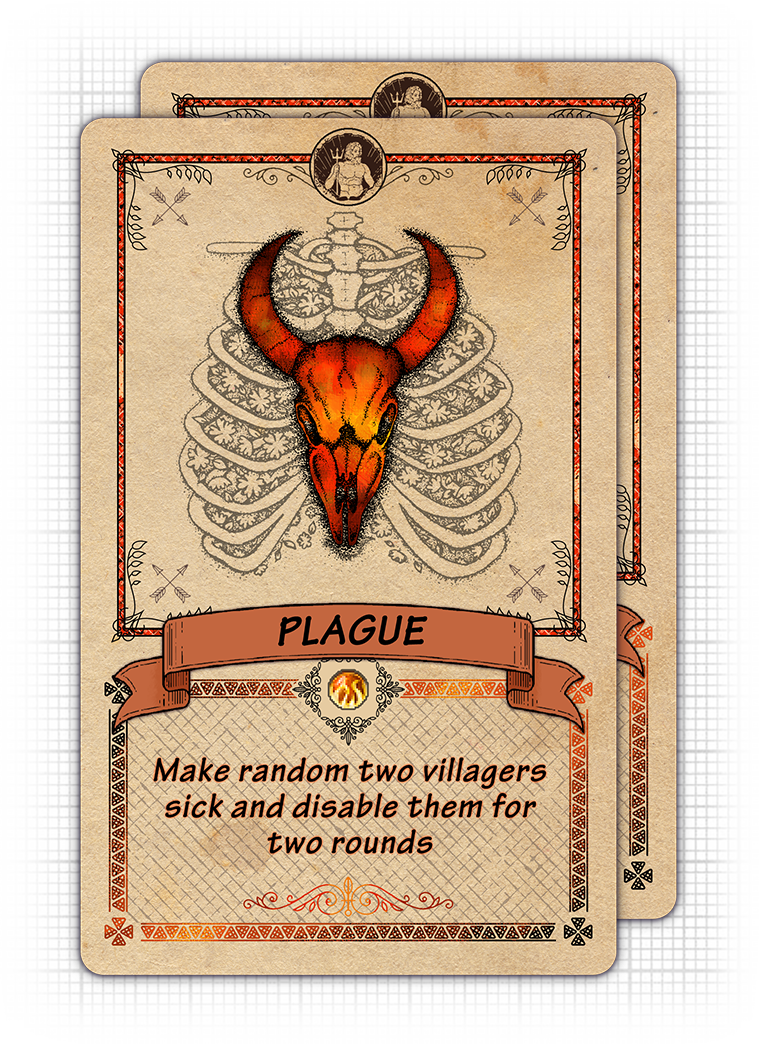 PLAGUE
Make random two villagers
sick and disable them for
two rounds